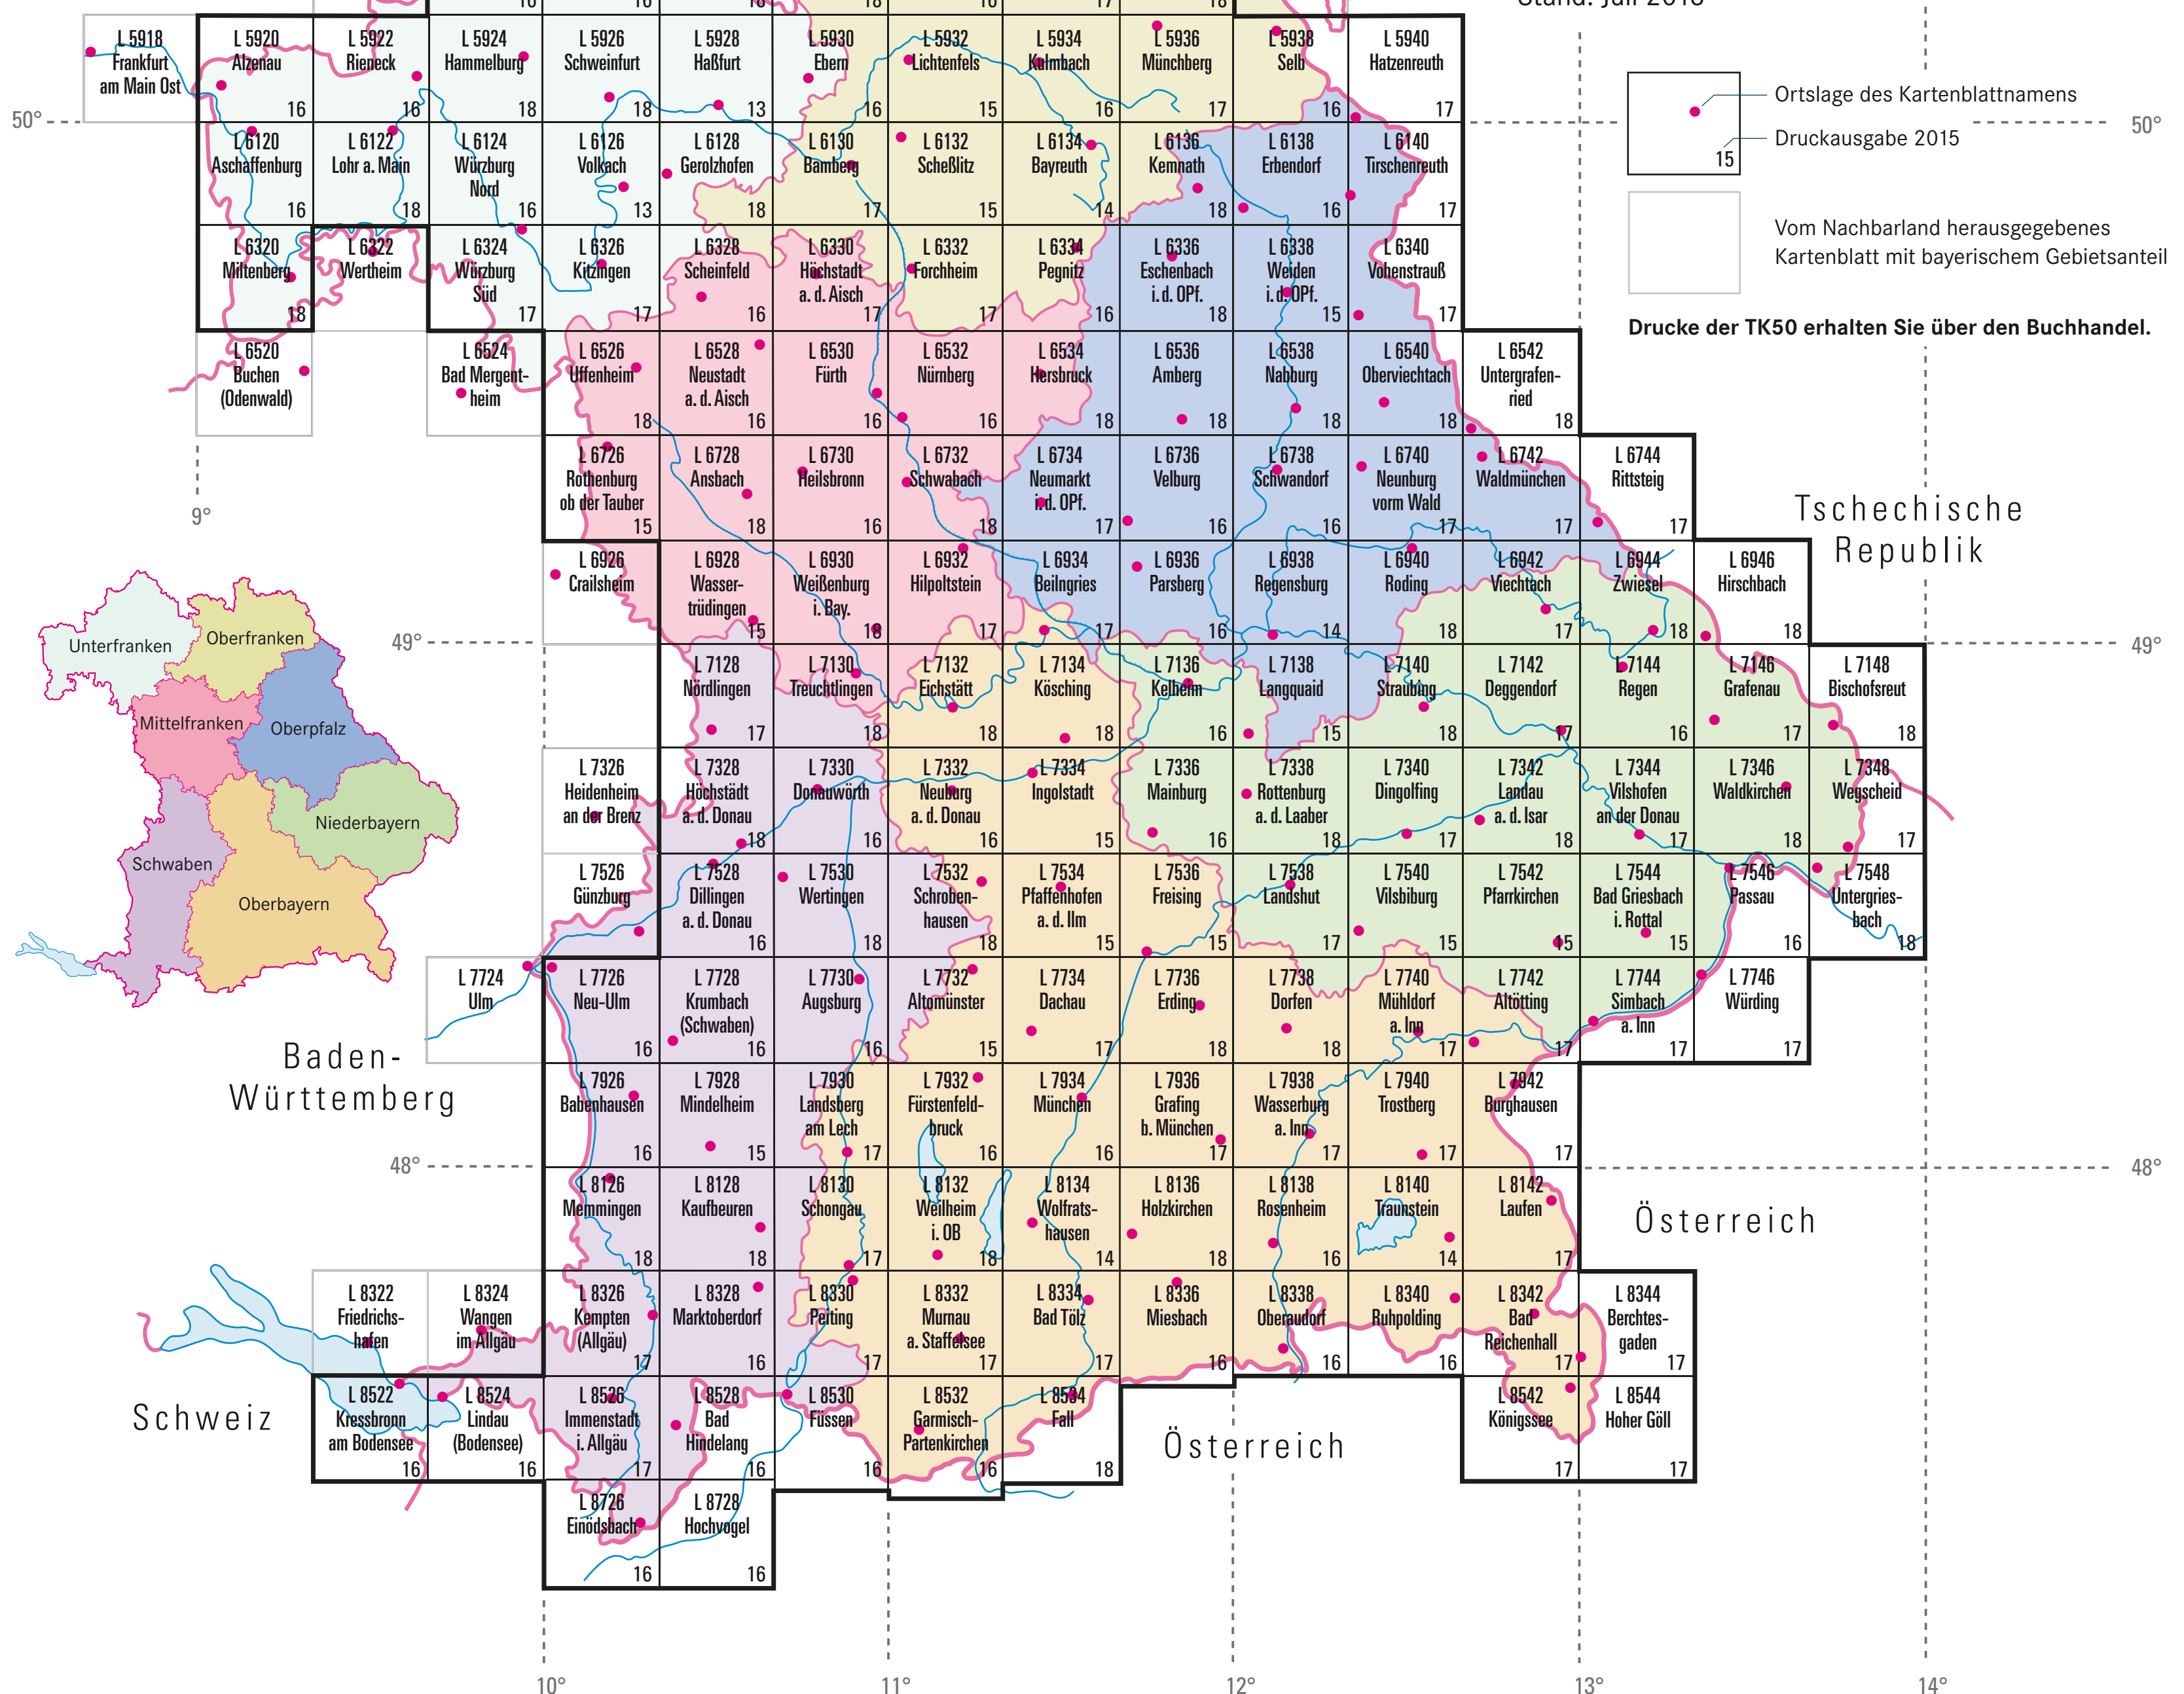 L 5918
Frankfurt
am Main Ost
L 5920
Alzenau
16
L 5922
Rieneck
16
L 5924
Hammelburg
18
L 5926
Schweinfurt
18
L 5928
Haßfurt
13
L 5930
Ebern
16
L 5932
Lichtenfels
15
L 5934
Kulmbach
16
L 5936
Münchberg
17
L 5938
Selb
16
L 5940
Hatzenreuth
17
50°
50°
Ortslage des Kartenblattnamens
Druckausgabe 2015
15
Vom Nachbarland herausgegebenes
Kartenblatt mit bayerischem Gebietsanteil
Drucke der TK50 erhalten Sie über den Buchhandel.
L 6120
Aschaffenburg
16
L 6122
Lohr a. Main
18
L 6124
Würzburg
Nord
16
L 6126
Volkach
13
L 6128
Gerolzhofen
18
L 6130
Bamberg
17
L 6132
Scheßlitz
15
L 6134
Bayreuth
14
L 6136
Kemnath
18
L 6138
Erbendorf
16
L 6140
Tirschenreuth
17
L 6320
Miltenberg
18
L 6322
Wertheim
L 6324
Würzburg
Süd
17
L 6326
Kitzingen
17
L 6328
Scheinfeld
16
L 6330
Höchstadt
a. d. Aisch
17
L 6332
Forchheim
17
L 6334
Pegnitz
16
L 6336
Eschenbach
i. d. OPf.
18
L 6338
Weiden
i. d. OPf.
15
L 6340
Vohenstrauß
17
L 6520
Buchen
(Odenwald)
L 6524
Bad Mergent-
heim
L 6526
Uffenheim
18
L 6528
Neustadt
a. d. Aisch
16
L 6530
Fürth
16
L 6532
Nürnberg
16
L 6534
Hersbruck
18
L 6536
Amberg
18
L 6538
Nabburg
18
L 6540
Oberviechtach
18
L 6542
Untergrafen-
ried
18
9°
L 6726
Rothenburg
ob der Tauber
15
L 6728
Ansbach
18
L 6730
Heilsbronn
16
L 6732
Schwabach
18
L 6734
Neumarkt
i. d. OPf.
17
L 6736
Velburg
16
L 6738
Schwandorf
16
L 6740
Neunburg
vorm Wald
17
L 6742
Waldmünchen
17
L 6744
Rittsteig
17
Tschechische
Republik
L 6926
Crailsheim
L 6928
Wasser-
trüdingen
15
L 6930
Weißenburg
i. Bay.
18
L 6932
Hilpoltstein
17
L 6934
Beilngries
17
L 6936
Parsberg
16
L 6938
Regensburg
14
L 6940
Roding
18
L 6942
Viechtach
17
L 6944
Zwiesel
18
L 6946
Hirschbach
18
49°
49°
Unterfranken
Oberfranken
Mittelfranken
Oberpfalz
Niederbayern
Schwaben
Oberbayern
L 7128
Nördlingen
17
L 7130
Treuchtlingen
18
L 7132
Eichstätt
18
L 7134
Kösching
18
L 7136
Kelheim
16
L 7138
Langquaid
15
L 7140
Straubing
18
L 7142
Deggendorf
17
L 7144
Regen
16
L 7146
Grafenau
17
L 7148
Bischofsreut
18
L 7326
Heidenheim
an der Brenz
L 7328
Höchstädt
a. d. Donau
18
L 7330
Donauwörth
16
L 7332
Neuburg
a. d. Donau
16
L 7334
Ingolstadt
15
L 7336
Mainburg
16
L 7338
Rottenburg
a. d. Laaber
18
L 7340
Dingolfing
17
L 7342
Landau
a. d. Isar
18
L 7344
Vilshofen
an der Donau
17
L 7346
Waldkirchen
18
L 7348
Wegscheid
17
L 7526
Günzburg
L 7528
Dillingen
a. d. Donau
16
L 7530
Wertingen
18
L 7532
Schroben-
hausen
18
L 7534
Pfaffenhofen
a. d. Ilm
15
L 7536
Freising
15
L 7538
Landshut
17
L 7540
Vilsbiburg
15
L 7542
Pfarrkirchen
15
L 7544
Bad Griesbach
i. Rottal
15
L 7546
Passau
16
L 7548
Untergries-
bach
18
L 7724
Ulm
L 7726
Neu-Ulm
16
L 7728
Krumbach
(Schwaben)
16
L 7730
Augsburg
16
L 7732
Altomünster
15
L 7734
Dachau
17
L 7736
Erding
18
L 7738
Dorfen
18
L 7740
Mühldorf
a. Inn
17
L 7742
Altötting
17
L 7744
Simbach
a. Inn
17
L 7746
Würding
17
Baden-
Württemberg
L 7926
Babenhausen
16
L 7928
Mindelheim
15
L 7930
Landsberg
am Lech
17
L 7932
Fürstenfeld-
bruck
16
L 7934
München
16
L 7936
Grafing
b. München
17
L 7938
Wasserburg
a. Inn
17
L 7940
Trostberg
17
L 7942
Burghausen
17
48°
48°
L 8126
Memmingen
18
L 8128
Kaufbeuren
18
L 8130
Schongau
17
L 8132
Weilheim
i. OB
18
L 8134
Wolfrats-
hausen
14
L 8136
Holzkirchen
18
L 8138
Rosenheim
16
L 8140
Traunstein
14
L 8142
Laufen
17
Österreich
L 8322
Friedrichs-
hafen
L 8324
Wangen
im Allgäu
L 8326
Kempten
(Allgäu)
17
L 8328
Marktoberdorf
16
L 8330
Peiting
17
L 8332
Murnau
a. Staffelsee
17
L 8334
Bad Tölz
17
L 8336
Miesbach
16
L 8338
Oberaudorf
16
L 8340
Ruhpolding
16
L 8342
Bad
Reichenhall
17
L 8344
Berchtes-
gaden
17
Schweiz
L 8522
Kressbronn
am Bodensee
16
L 8524
Lindau
(Bodensee)
16
L 8526
Immenstadt
i. Allgäu
17
L 8528
Bad
Hindelang
16
L 8530
Füssen
16
L 8532
Garmisch-
Partenkirchen
16
L 8534
Fall
18
Österreich
L 8542
Königssee
17
L 8544
Hoher Göll
17
L 8726
Einödsbach
16
L 8728
Hochvogel
16
10°
11°
12°
13°
14°